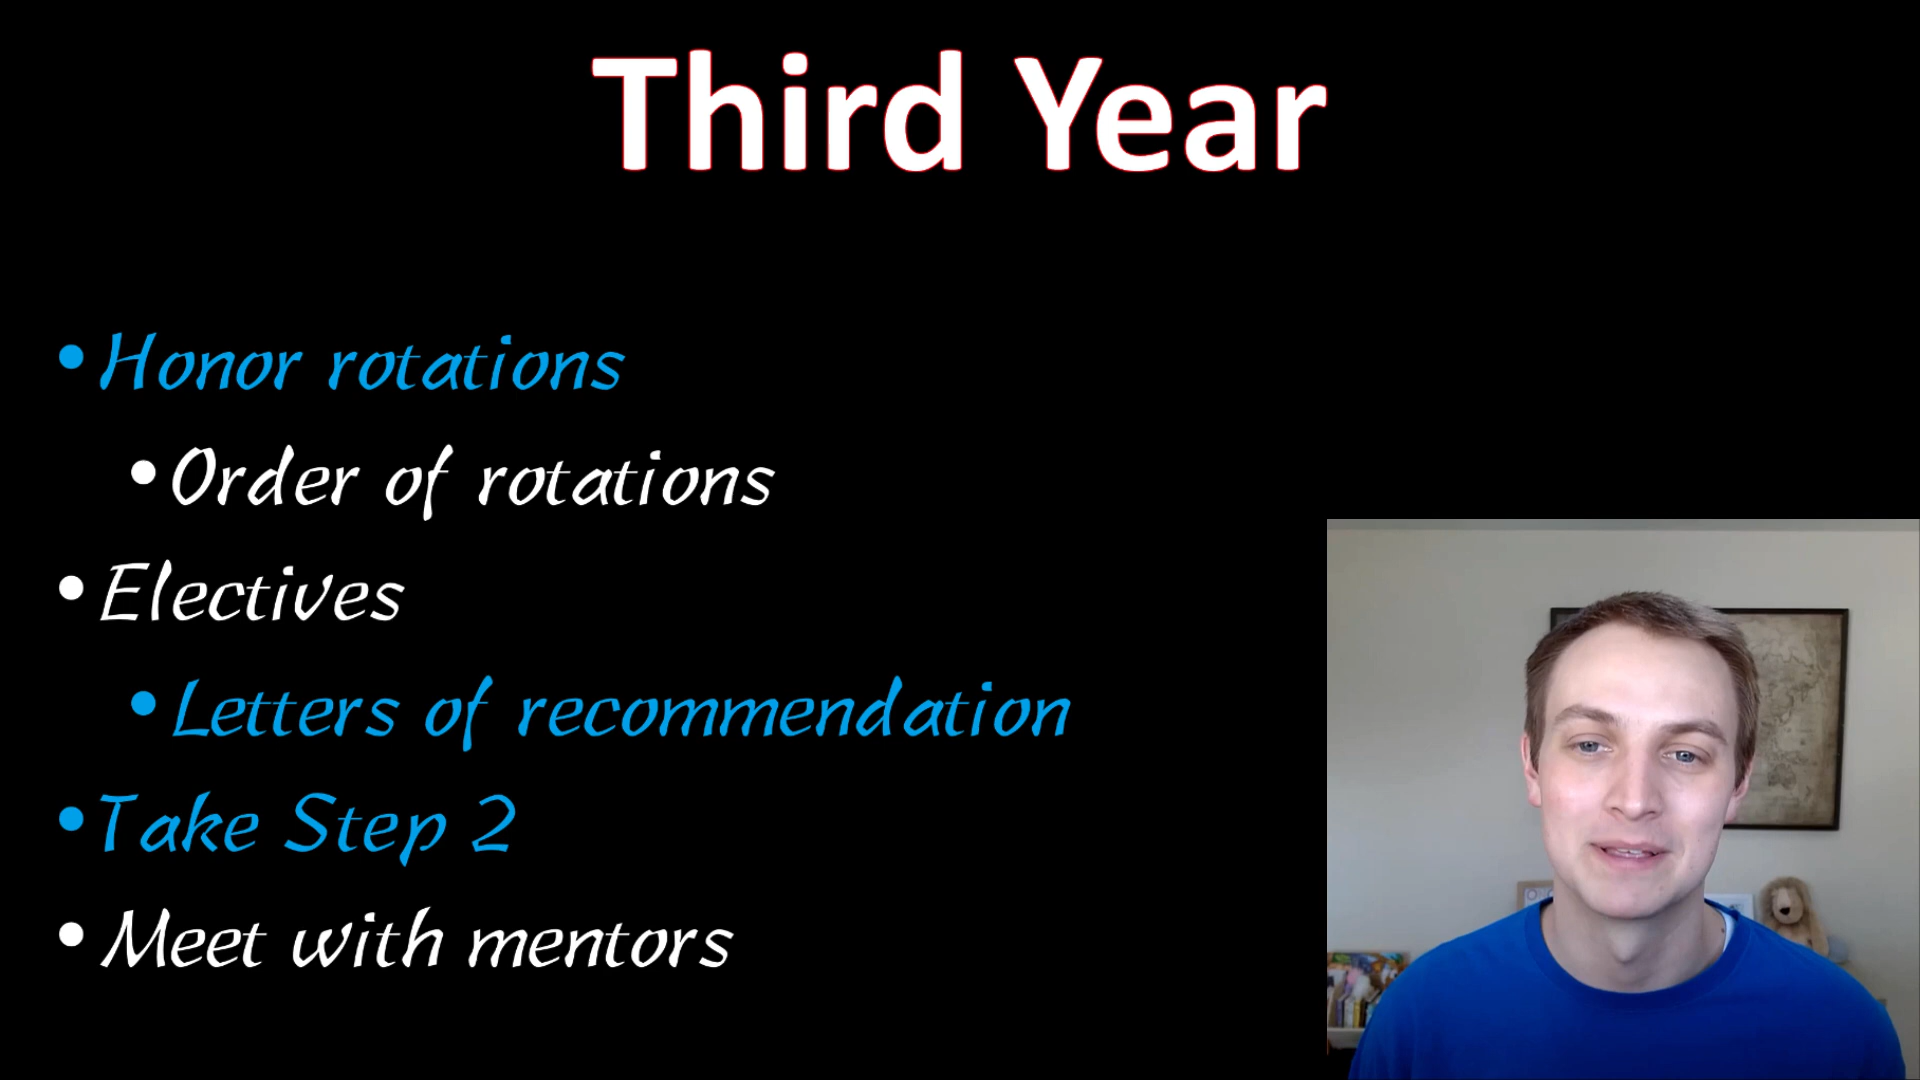 Third Year
• Honor rotations
• Order of rotations
• Electives
• Letters of recommendation
• Take Step 2
• Meet with mentors